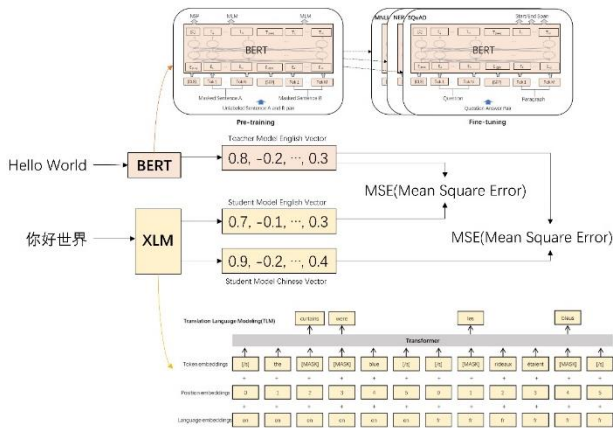 NSP MLM MLM
MNLI NER SQuAD
Start/End Span
BERT
BERT
Masked Sentence A Masked Sentence B
Question Paragraph
Unlabeled Sentence A and B pair
Question Answer Pair
Pre-training
Fine-tuning
Hello World
BERT
Teacher Model English Vector
0.8, -0.2, ···, 0.3
MSE(Mean Square Error)
Student Model English Vector
你好世界
XLM
0.7, -0.1, ···, 0.3
MSE(Mean Square Error)
0.9, -0.2, ···, 0.4
Student Model Chinese Vector
Translation Language Modeling(TLM)
curtains were les bleus
Transformer
Token embeddings [/s] the [MASK] [MASK] blue [/s] [/s] [MASK] rideaux étaient [MASK] [/s]
Position embeddings 0 1 2 3 4 5 0 1 2 3 4 5
Language embeddings en en en en en en